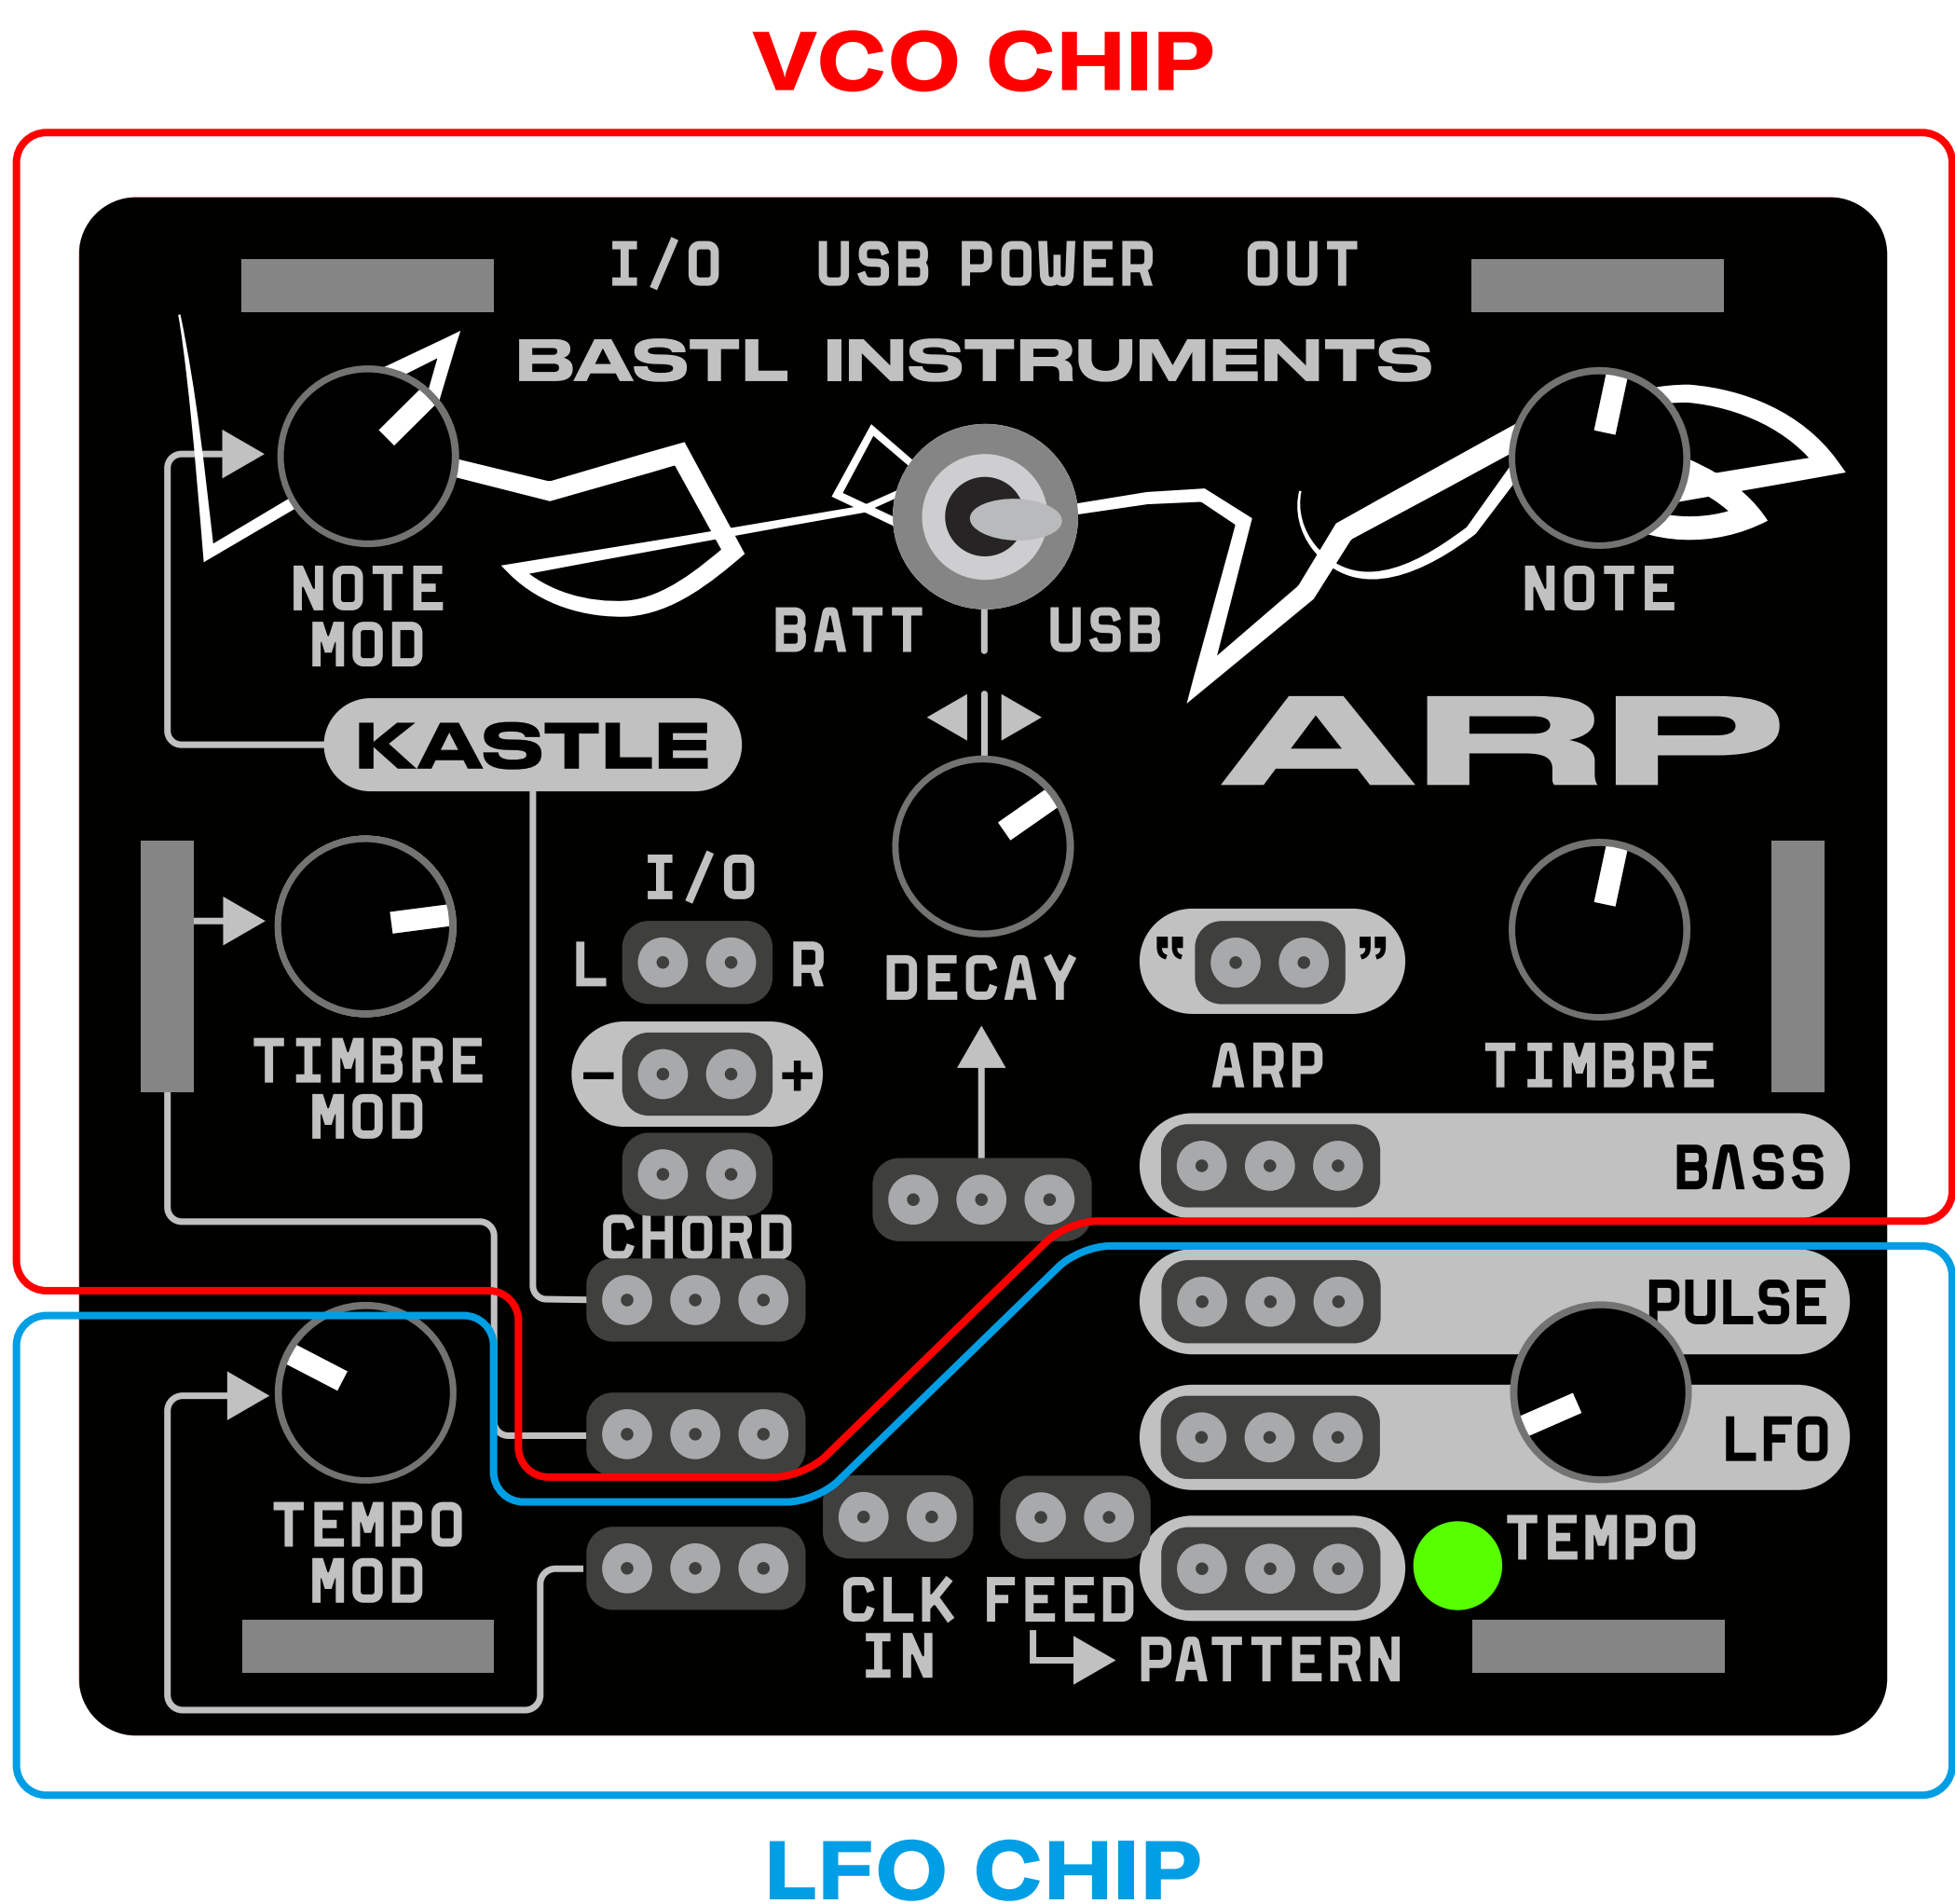 VCO CHIP
I/O USB POWER OUT
BASTL INSTRUMENTS
NOTE
MOD
BATT USB
NOTE
KASTLE
ARP
I/O
L R
DECAY
" "
TIMBRE
MOD
- +
ARP
TIMBRE
BASS
CHORD
PULSE
LFO
TEMPO
MOD
TEMPO
CLK
IN
FEED
PATTERN
LFO CHIP